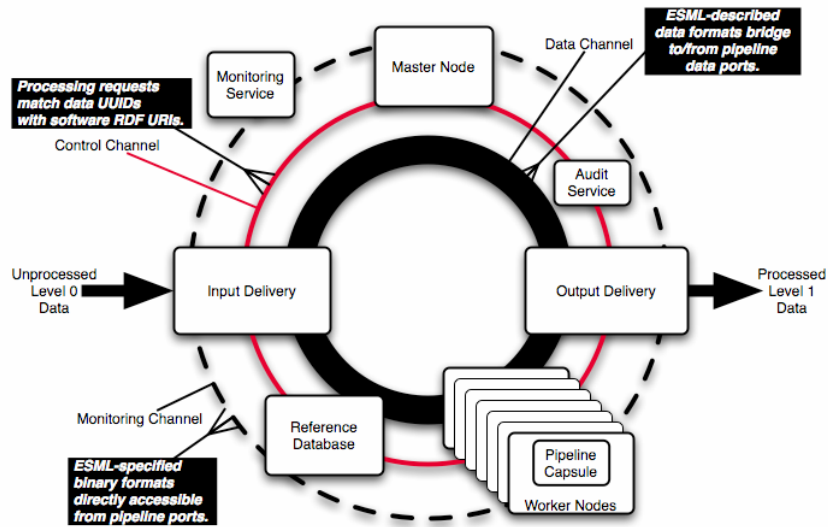 ESML-described
data formats bridge
to/from pipeline
data ports.
Data Channel
Master Node
Monitoring
Service
Processing requests
match data UUIDs
with software RDF URIs.
Control Channel
Audit
Service
Unprocessed
Level 0
Data
Input Delivery
Output Delivery
Processed
Level 1
Data
Monitoring Channel
Reference
Database
Pipeline
Capsule
Worker Nodes
ESML-specified
binary formats
directly accessible
from pipeline ports.